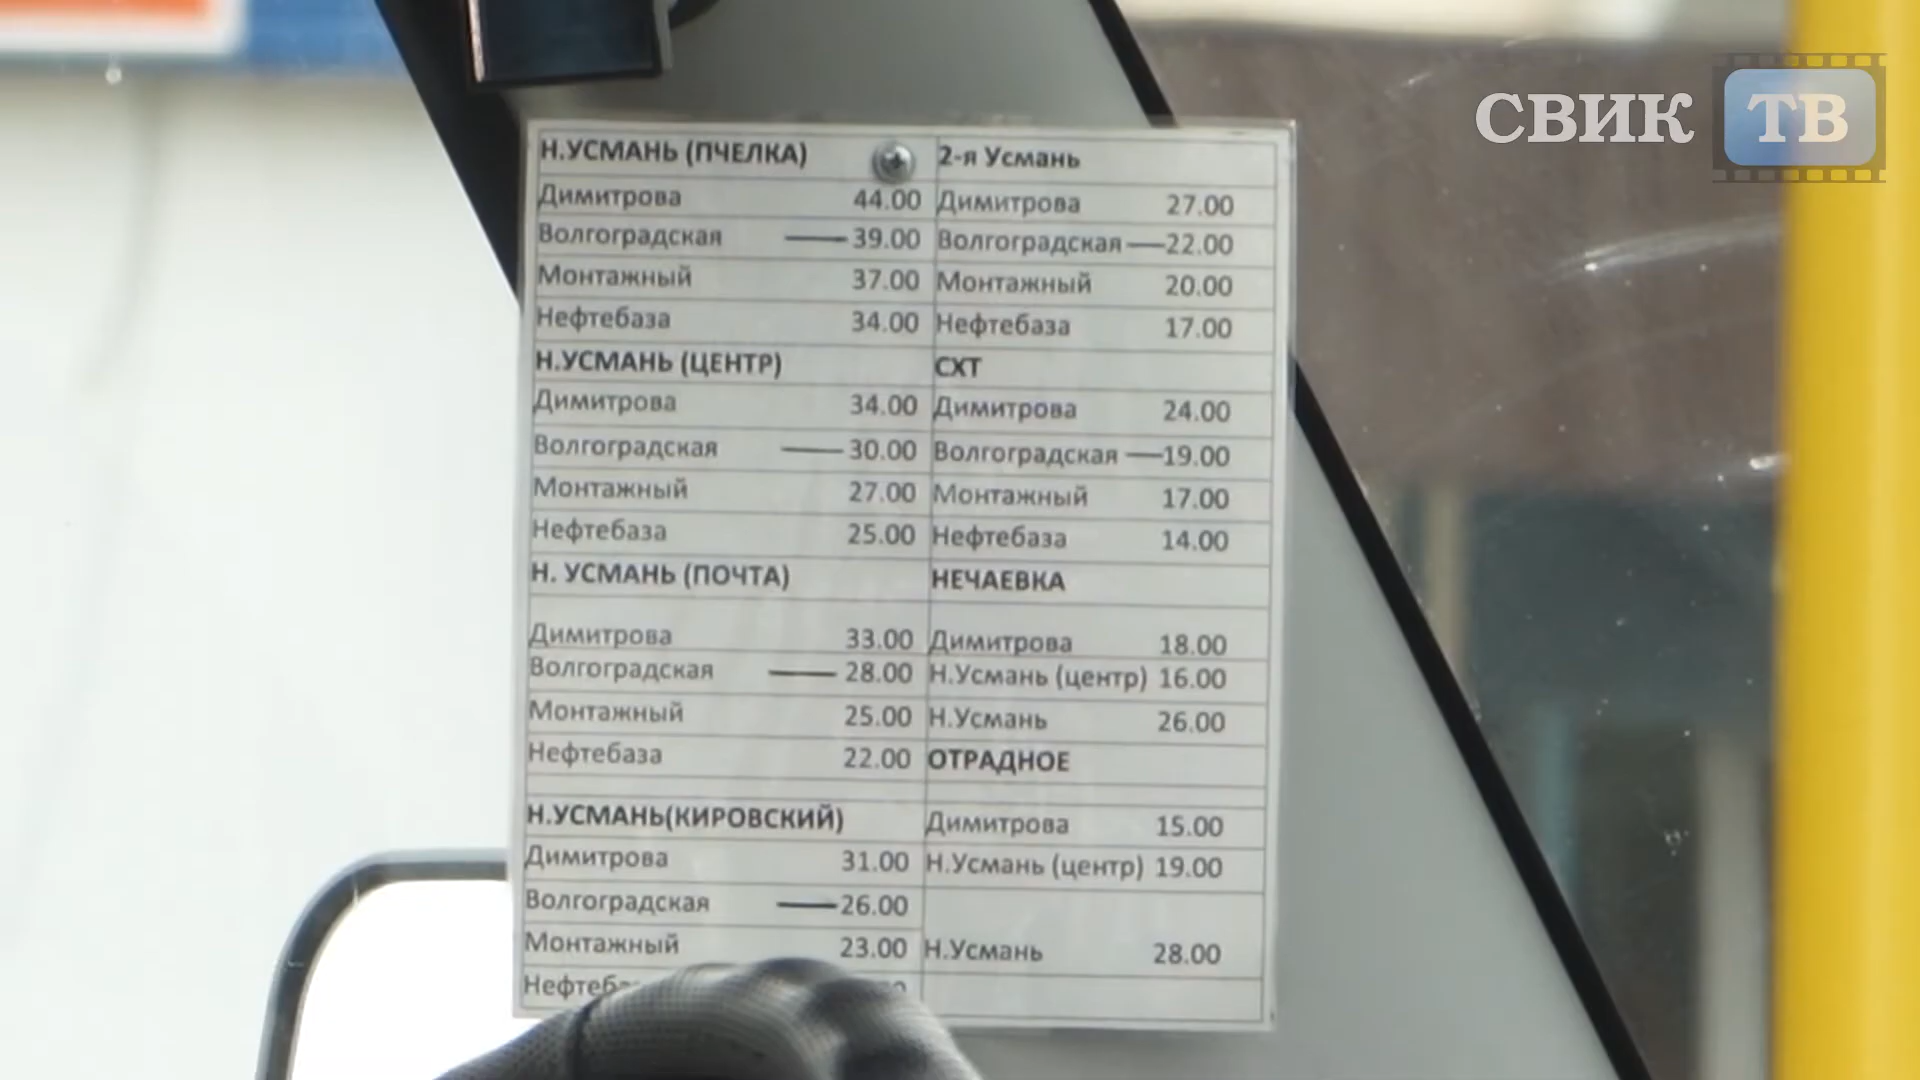 СВИК ТВ
Н.УСМАНЬ (ПЧЕЛКА)
Димитрова 44.00
Волгоградская — 39.00
Монтажный 37.00
Нефтебаза 34.00
Н.УСМАНЬ (ЦЕНТР)
Димитрова 34.00
Волгоградская — 30.00
Монтажный 27.00
Нефтебаза 25.00
Н. УСМАНЬ (ПОЧТА)
Димитрова 33.00
Волгоградская — 28.00
Монтажный 25.00
Нефтебаза 22.00
Н.УСМАНЬ(КИРОВСКИЙ)
Димитрова 31.00
Волгоградская — 26.00
Монтажный 23.00
2-я Усмань
Димитрова 27.00
Волгоградская — 22.00
Монтажный 20.00
Нефтебаза 17.00
СХТ
Димитрова 24.00
Волгоградская — 19.00
Монтажный 17.00
Нефтебаза 14.00
НЕЧАЕВКА
Димитрова 18.00
Н.Усмань (центр) 16.00
Н.Усмань 26.00
ОТРАДНОЕ
Димитрова 15.00
Н.Усмань (центр) 19.00
Н.Усмань 28.00